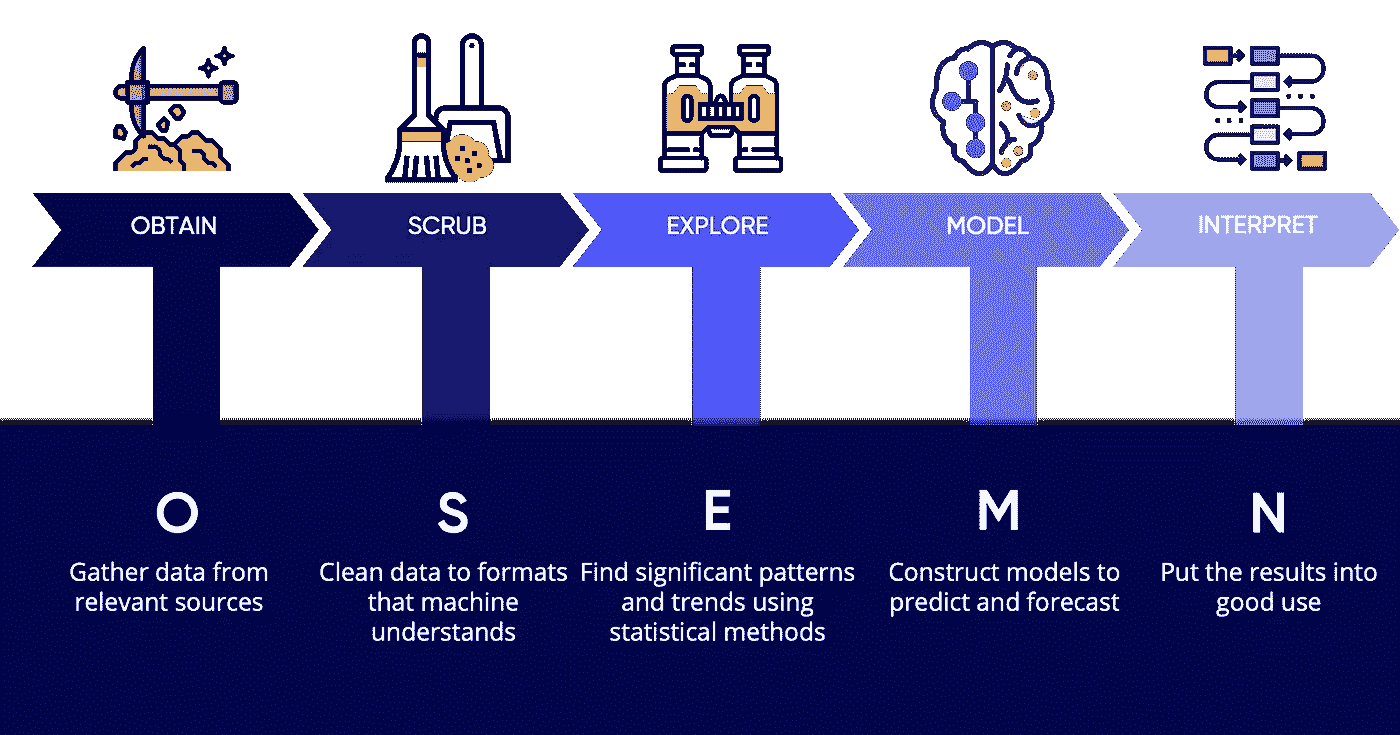 OBTAIN
SCRUB
EXPLORE
MODEL
INTERPRET
O
Gather data from
relevant sources
S
Clean data to formats
that machine
understands
E
Find significant patterns
and trends using
statistical methods
M
Construct models to
predict and forecast
N
Put the results into
good use